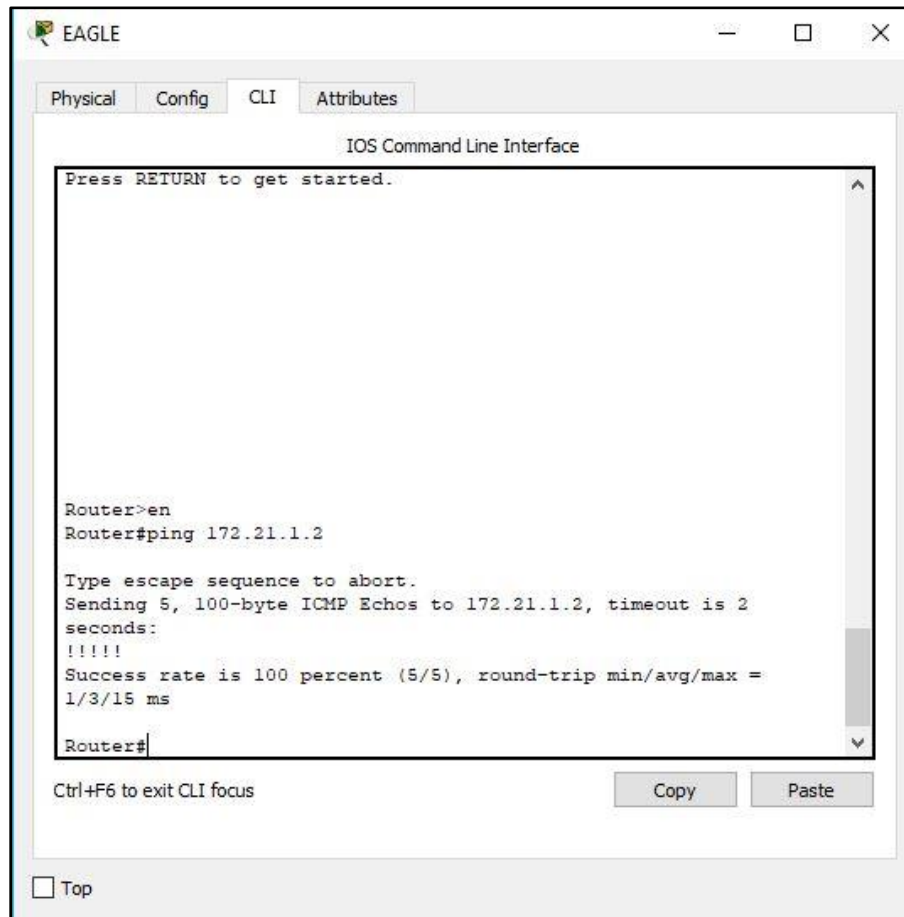 EAGLE
Physical Config CLI Attributes
IOS Command Line Interface
Press RETURN to get started.
Router>en
Router#ping 172.21.1.2
Type escape sequence to abort.
Sending 5, 100-byte ICMP Echos to 172.21.1.2, timeout is 2
seconds:
!!!!!
Success rate is 100 percent (5/5), round-trip min/avg/max =
1/3/15 ms
Router#
Ctrl+F6 to exit CLI focus
Copy Paste
Top